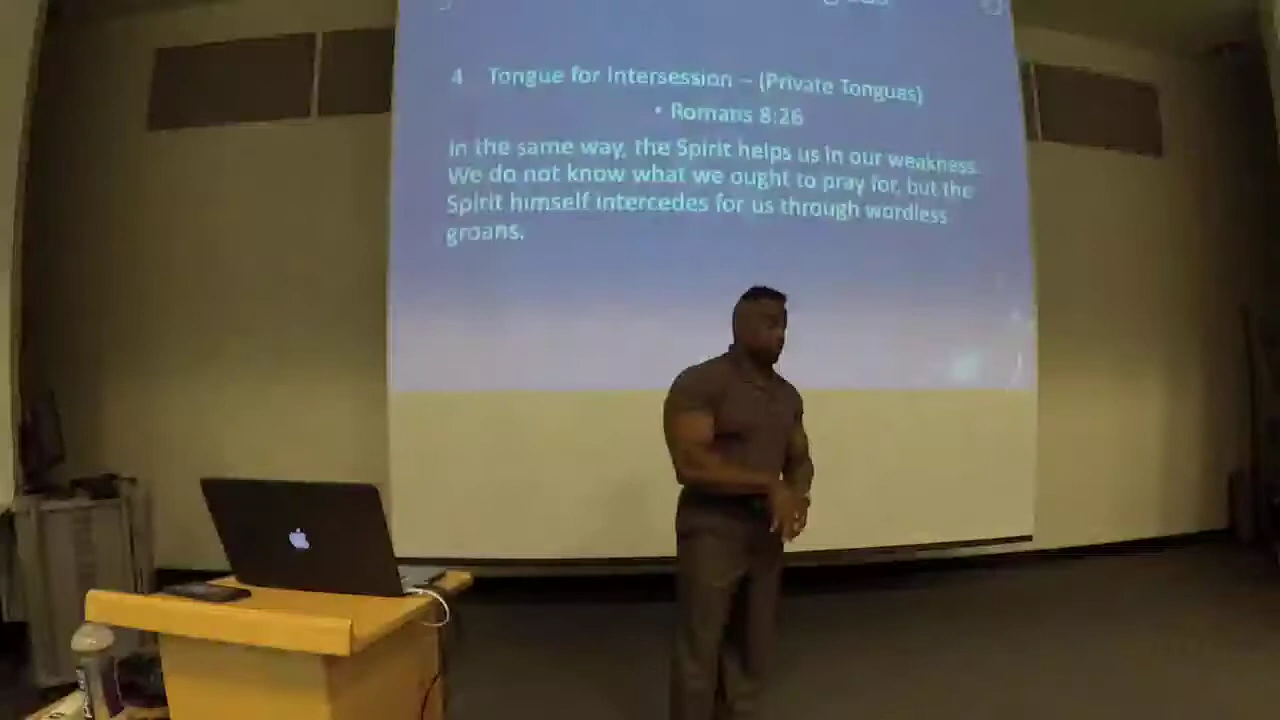 4 Tongue for Intersession – (Private Tongues)
• Romans 8:26
In the same way, the Spirit helps us in our weakness.
We do not know what we ought to pray for, but the
Spirit himself intercedes for us through wordless
groans.